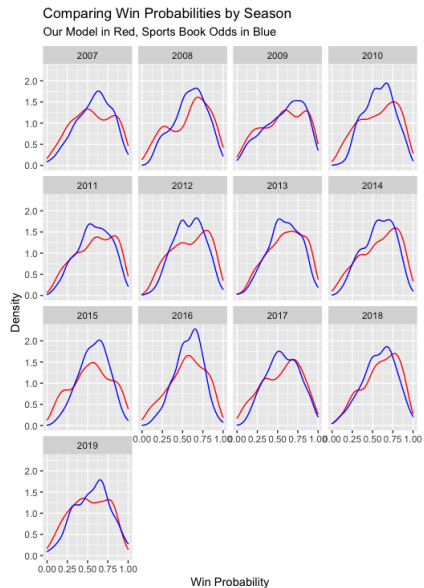 Comparing Win Probabilities by Season
Our Model in Red, Sports Book Odds in Blue
2007 2008 2009 2010
2.0
1.5
1.0
0.5
0.0
2011 2012 2013 2014
2.0
1.5
1.0
0.5
0.0
Density
2015 2016 2017 2018
2.0
1.5
1.0
0.5
0.0
0.00 0.25 0.50 0.75 1.00 0.00 0.25 0.50 0.75 1.00 0.00 0.25 0.50 0.75 1.00
2019
2.0
1.5
1.0
0.5
0.0
0.00 0.25 0.50 0.75 1.00
Win Probability